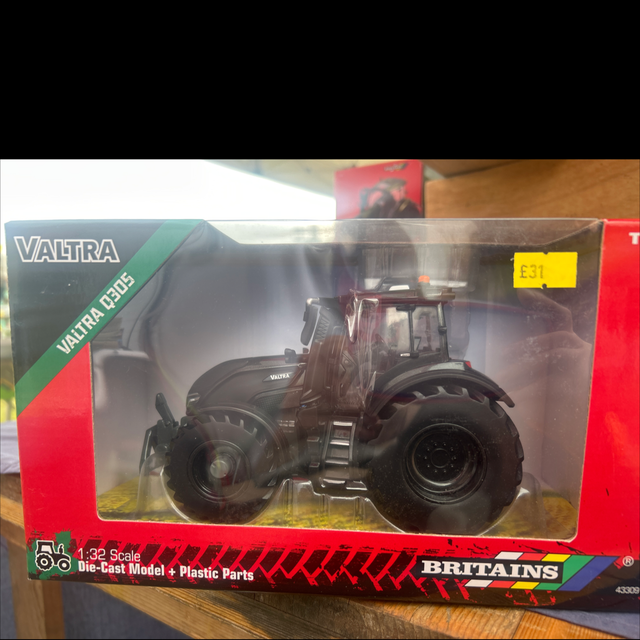 VALTRA
VALTRA Q305
£31
T
VALTRA
1:32 Scale
Die-Cast Model + Plastic Parts
BRITAINS
®
43309